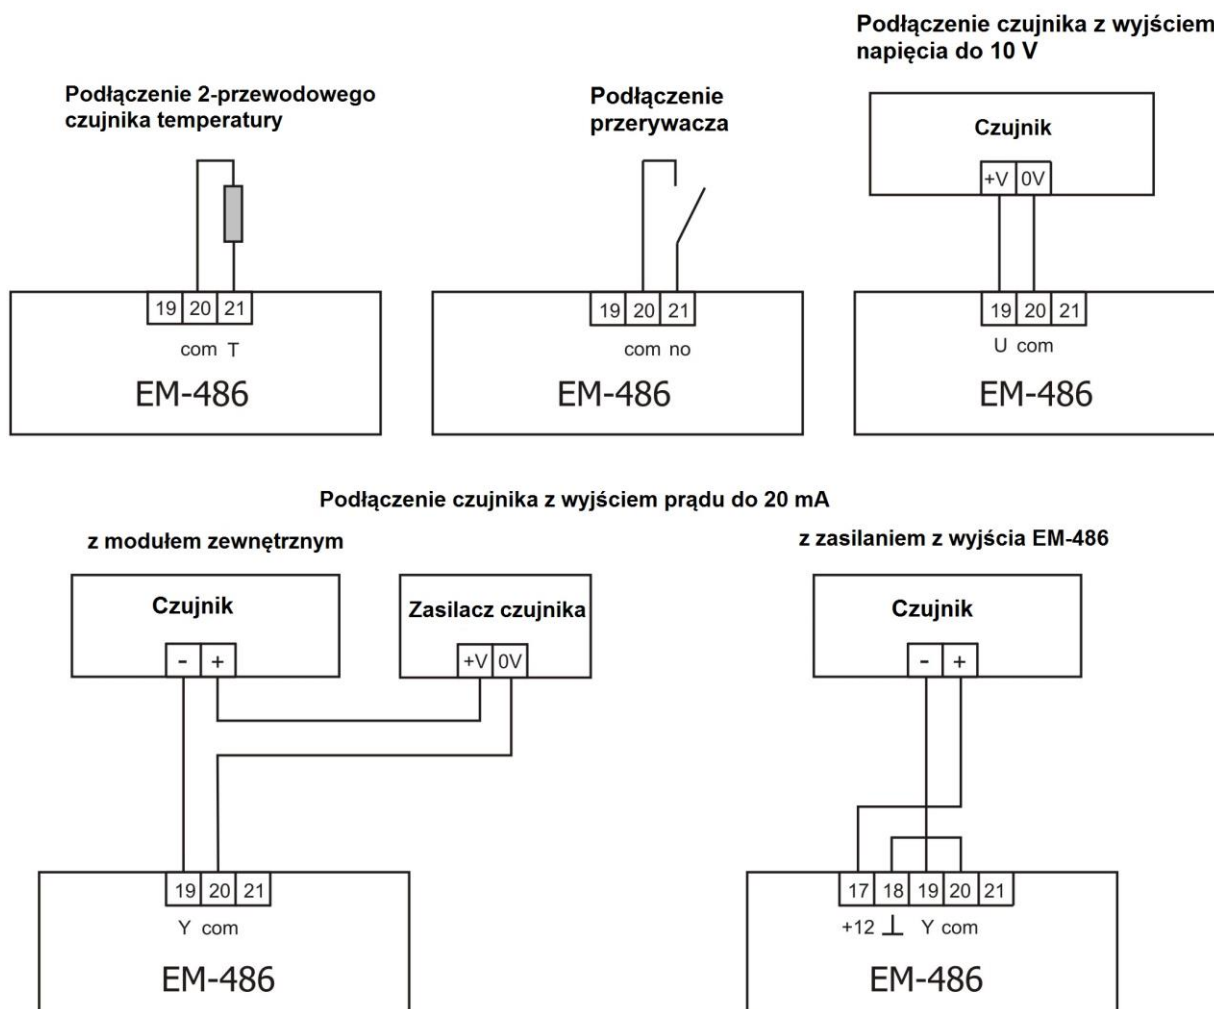 Podłączenie 2-przewodowego
czujnika temperatury
19 20 21
com T
EM-486
Podłączenie
przerywacza
19 20 21
com no
EM-486
Podłączenie czujnika z wyjściem
napięcia do 10 V
Czujnik
+V 0V
19 20 21
U com
EM-486
Podłączenie czujnika z wyjściem prądu do 20 mA
z modułem zewnętrznym
Czujnik
- +
Zasilacz czujnika
+V 0V
19 20 21
Y com
EM-486
z zasilaniem z wyjścia EM-486
Czujnik
- +
17 18 19 20 21
+12 ⊥ Y com
EM-486